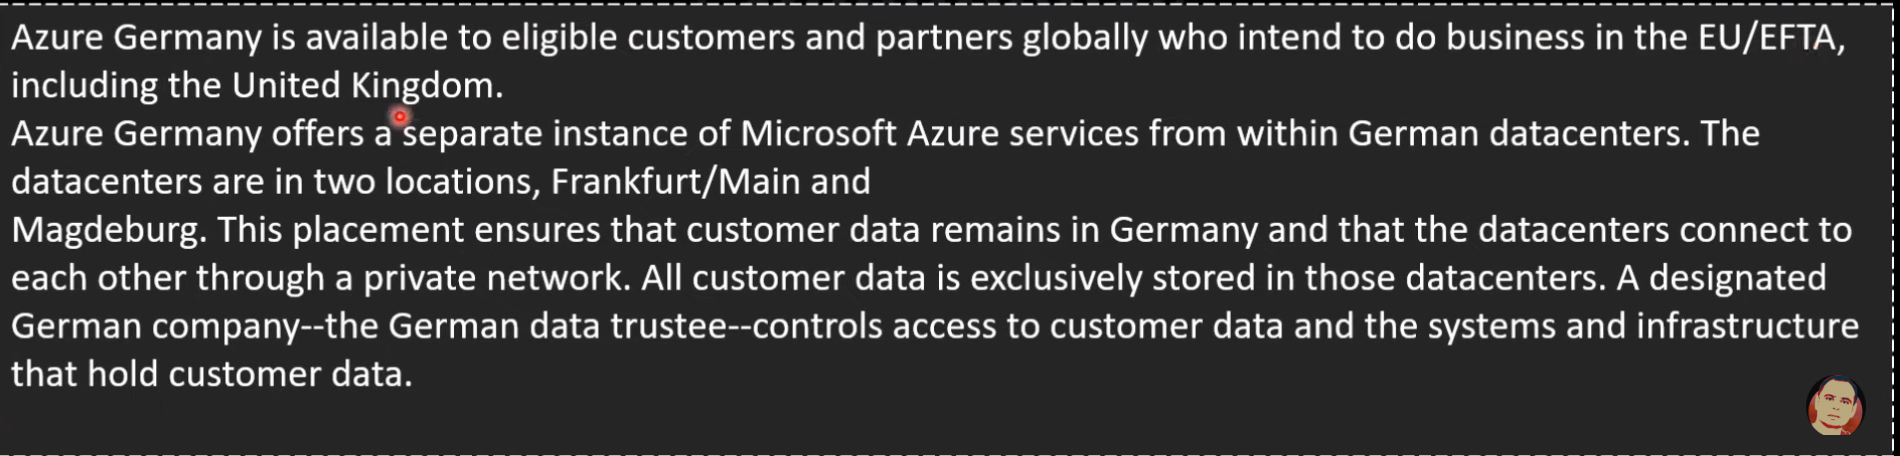 Azure Germany is available to eligible customers and partners globally who intend to do business in the EU/EFTA,
including the United Kingdom.
Azure Germany offers a separate instance of Microsoft Azure services from within German datacenters. The
datacenters are in two locations, Frankfurt/Main and
Magdeburg. This placement ensures that customer data remains in Germany and that the datacenters connect to
each other through a private network. All customer data is exclusively stored in those datacenters. A designated
German company--the German data trustee--controls access to customer data and the systems and infrastructure
that hold customer data.